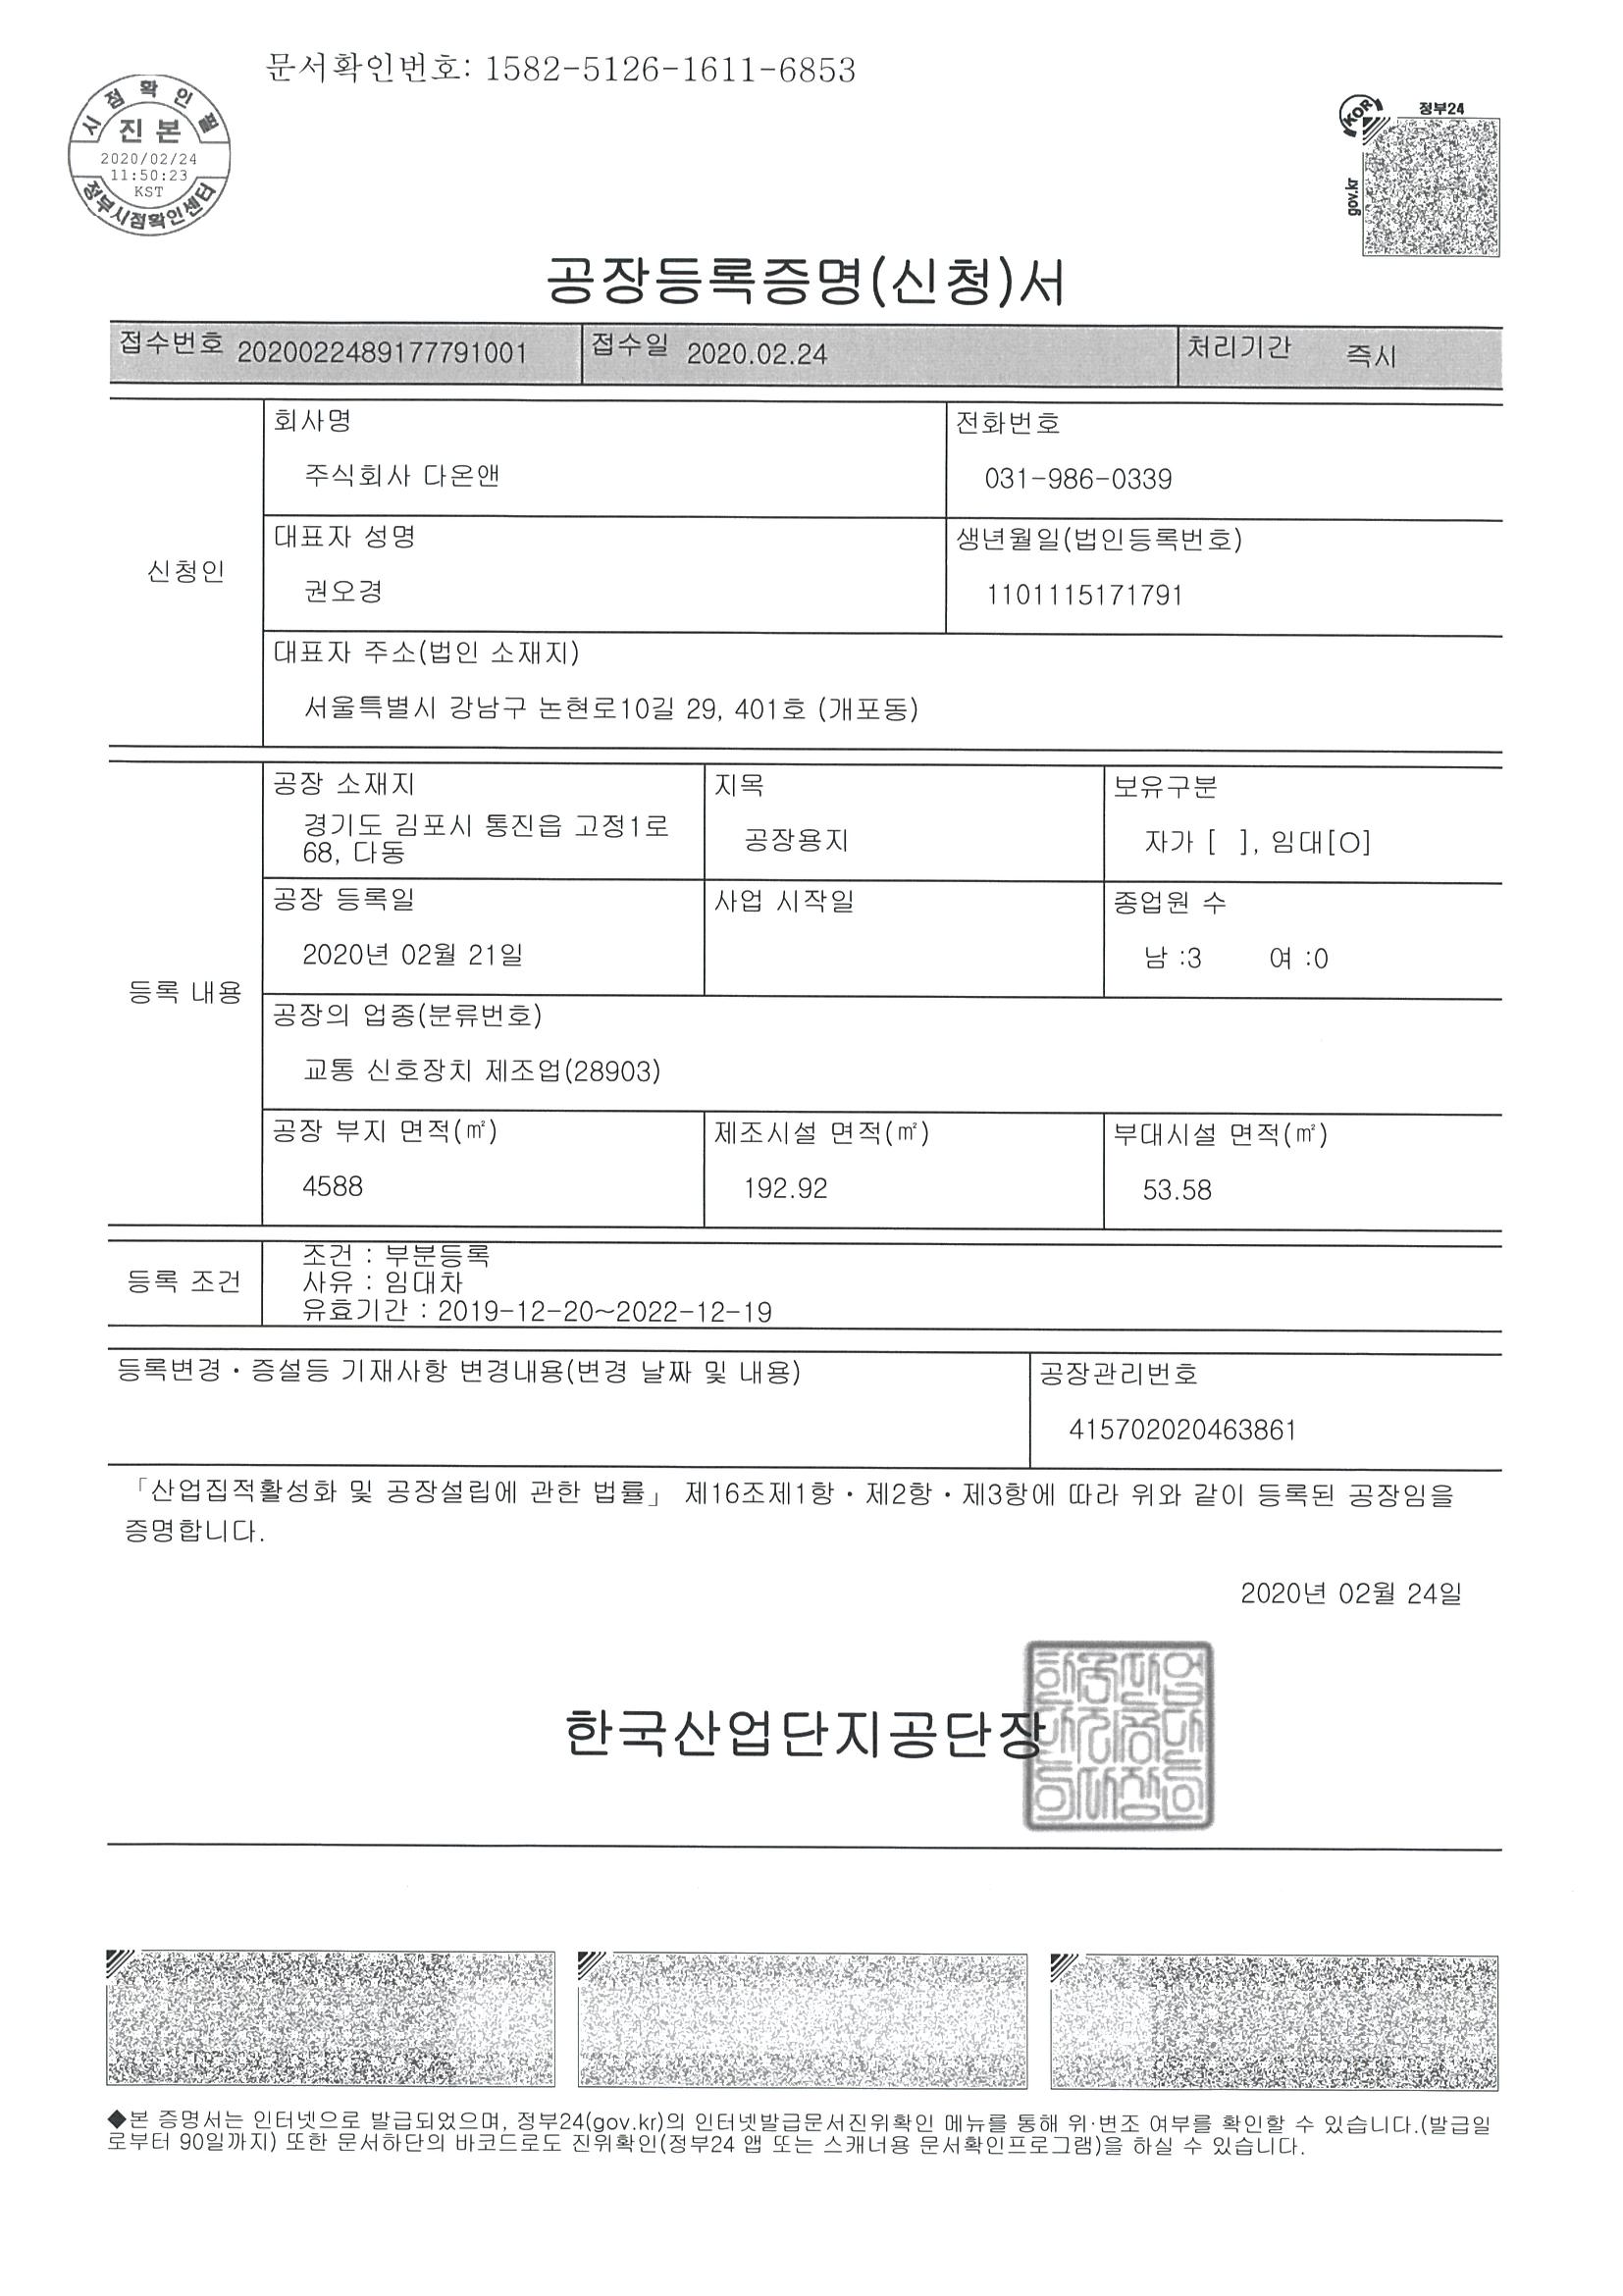 문서확인번호: 1582-5126-1611-6853
시점확인필
진본
2020/02/24
11:50:23
KST
정부시점확인센터
KOR
정부24
gov.kr
공장등록증명(신청)서
접수번호 2020022489177791001 접수일 2020.02.24 처리기간 즉시
신청인
회사명 전화번호
주식회사 다온앤 031-986-0339
대표자 성명 생년월일(법인등록번호)
권오경 1101115171791
대표자 주소(법인 소재지)
서울특별시 강남구 논현로10길 29, 401호 (개포동)
등록 내용
공장 소재지 지목 보유구분
경기도 김포시 통진읍 고정1로
68, 다동
공장용지 자가 [ ], 임대[O]
공장 등록일 사업 시작일 종업원 수
2020년 02월 21일 남 :3 여 :0
공장의 업종(분류번호)
교통 신호장치 제조업(28903)
공장 부지 면적(㎡) 제조시설 면적(㎡) 부대시설 면적(㎡)
4588 192.92 53.58
등록 조건
조건 : 부분등록
사유 : 임대차
유효기간 : 2019-12-20~2022-12-19
등록변경·증설등 기재사항 변경내용(변경 날짜 및 내용) 공장관리번호
415702020463861
「산업집적활성화 및 공장설립에 관한 법률」 제16조제1항·제2항·제3항에 따라 위와 같이 등록된 공장임을
증명합니다.
2020년 02월 24일
한국산업단지공단장
◆본 증명서는 인터넷으로 발급되었으며, 정부24(gov.kr)의 인터넷발급문서진위확인 메뉴를 통해 위·변조 여부를 확인할 수 있습니다.(발급일
로부터 90일까지) 또한 문서하단의 바코드로도 진위확인(정부24 앱 또는 스캐너용 문서확인프로그램)을 하실 수 있습니다.